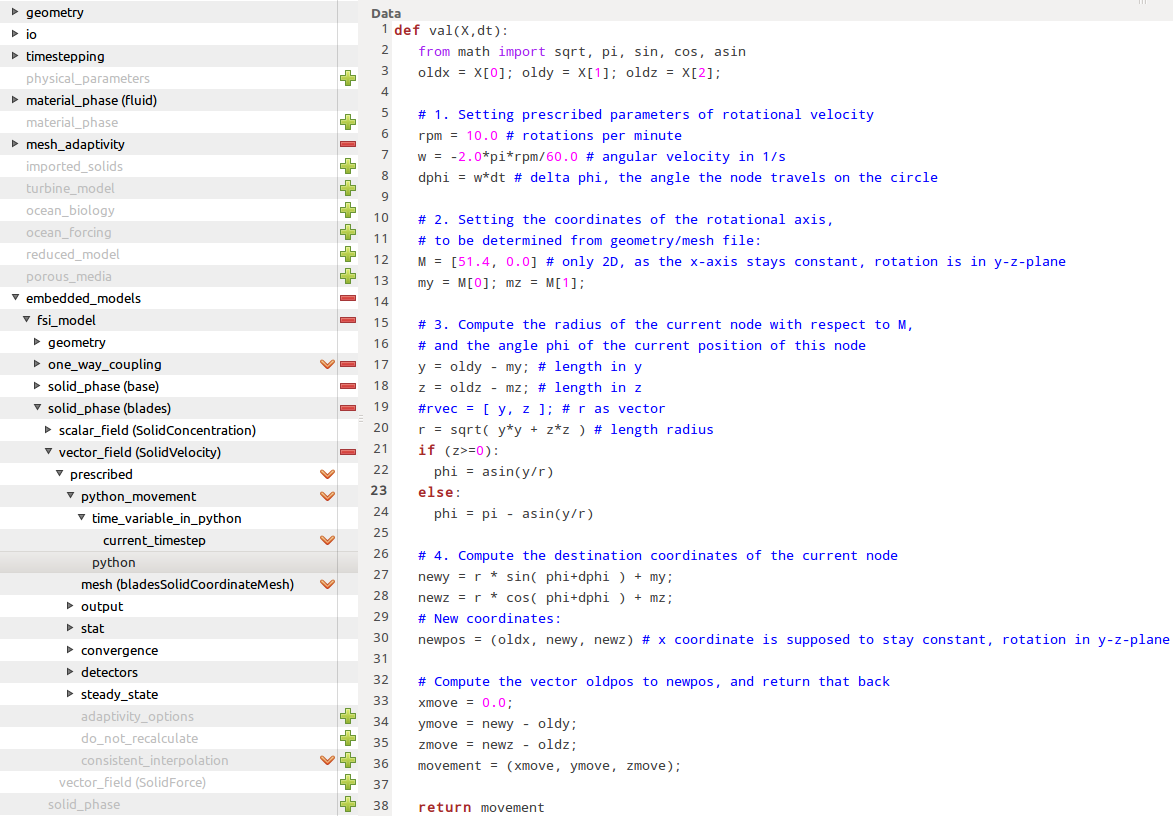 geometry
io
timestepping
physical_parameters
material_phase (fluid)
material_phase
mesh_adaptivity
imported_solids
turbine_model
ocean_biology
ocean_forcing
reduced_model
porous_media
embedded_models
fsi_model
geometry
one_way_coupling
solid_phase (base)
solid_phase (blades)
scalar_field (SolidConcentration)
vector_field (SolidVelocity)
prescribed
python_movement
time_variable_in_python
current_timestep
python
mesh (bladesSolidCoordinateMesh)
output
stat
convergence
detectors
steady_state
adaptivity_options
do_not_recalculate
consistent_interpolation
vector_field (SolidForce)
solid_phase
Data
1 def val(X,dt):
2 from math import sqrt, pi, sin, cos, asin
3 oldx = X[0]; oldy = X[1]; oldz = X[2];
4
5 # 1. Setting prescribed parameters of rotational velocity
6 rpm = 10.0 # rotations per minute
7 w = -2.0*pi*rpm/60.0 # angular velocity in 1/s
8 dphi = w*dt # delta phi, the angle the node travels on the circle
9
10 # 2. Setting the coordinates of the rotational axis,
11 # to be determined from geometry/mesh file:
12 M = [51.4, 0.0] # only 2D, as the x-axis stays constant, rotation is in y-z-plane
13 my = M[0]; mz = M[1];
14
15 # 3. Compute the radius of the current node with respect to M,
16 # and the angle phi of the current position of this node
17 y = oldy - my; # length in y
18 z = oldz - mz; # length in z
19 #rvec = [ y, z ]; # r as vector
20 r = sqrt( y*y + z*z ) # length radius
21 if (z>=0):
22 phi = asin(y/r)
23 else:
24 phi = pi - asin(y/r)
25
26 # 4. Compute the destination coordinates of the current node
27 newy = r * sin( phi+dphi ) + my;
28 newz = r * cos( phi+dphi ) + mz;
29 # New coordinates:
30 newpos = (oldx, newy, newz) # x coordinate is supposed to stay constant, rotation in y-z-plane
31
32 # Compute the vector oldpos to newpos, and return that back
33 xmove = 0.0;
34 ymove = newy - oldy;
35 zmove = newz - oldz;
36 movement = (xmove, ymove, zmove);
37
38 return movement